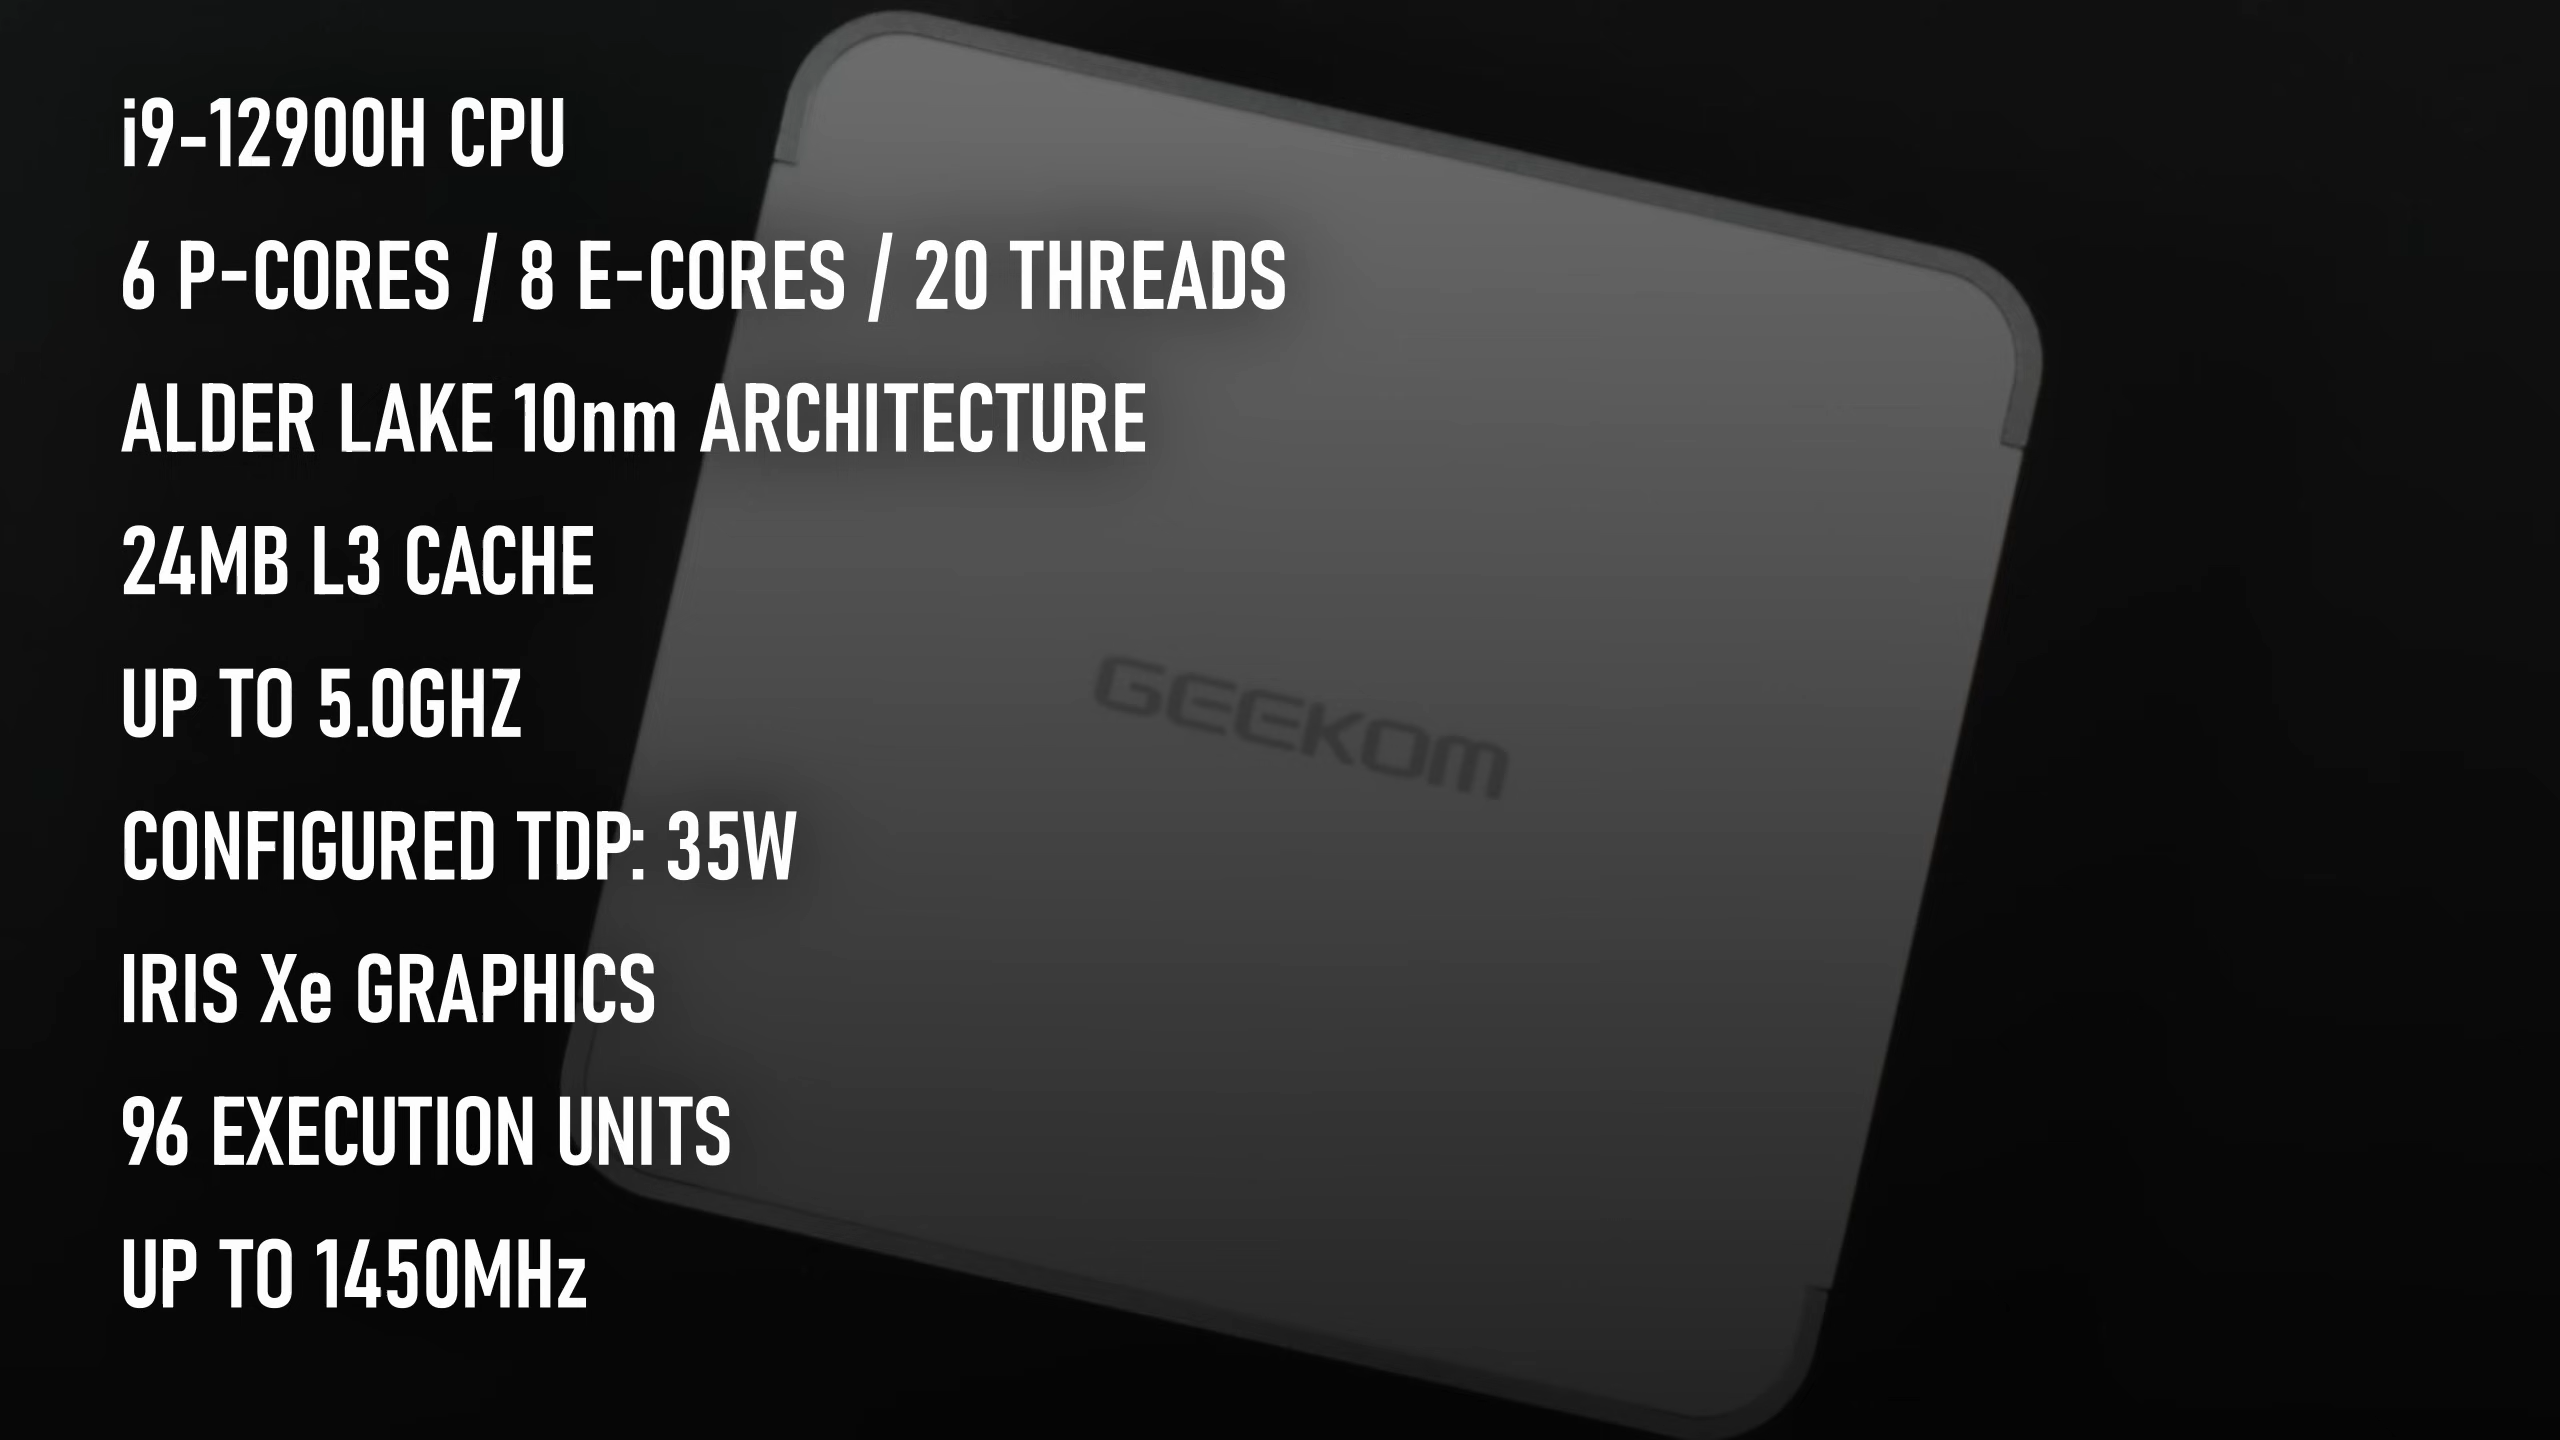 i9-12900H CPU
6 P-CORES / 8 E-CORES / 20 THREADS
ALDER LAKE 10nm ARCHITECTURE
24MB L3 CACHE
UP TO 5.0GHZ
GEEKOM
CONFIGURED TDP: 35W
IRIS Xe GRAPHICS
96 EXECUTION UNITS
UP TO 1450MHz